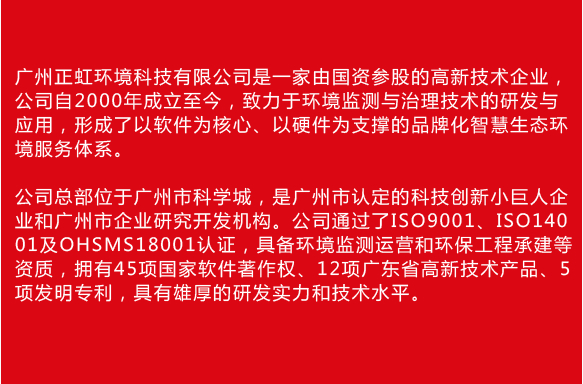 广州正虹环境科技有限公司是一家由国资参股的高新技术企业，
公司自2000年成立至今，致力于环境监测与治理技术的研发与
应用，形成了以软件为核心、以硬件为支撑的品牌化智慧生态环
境服务体系。
公司总部位于广州市科学城，是广州市认定的科技创新小巨人企
业和广州市企业研究开发机构。公司通过了ISO9001、ISO140
01及OHSMS18001认证，具备环境监测运营和环保工程承建等
资质，拥有45项国家软件著作权、12项广东省高新技术产品、5
项发明专利，具有雄厚的研发实力和技术水平。